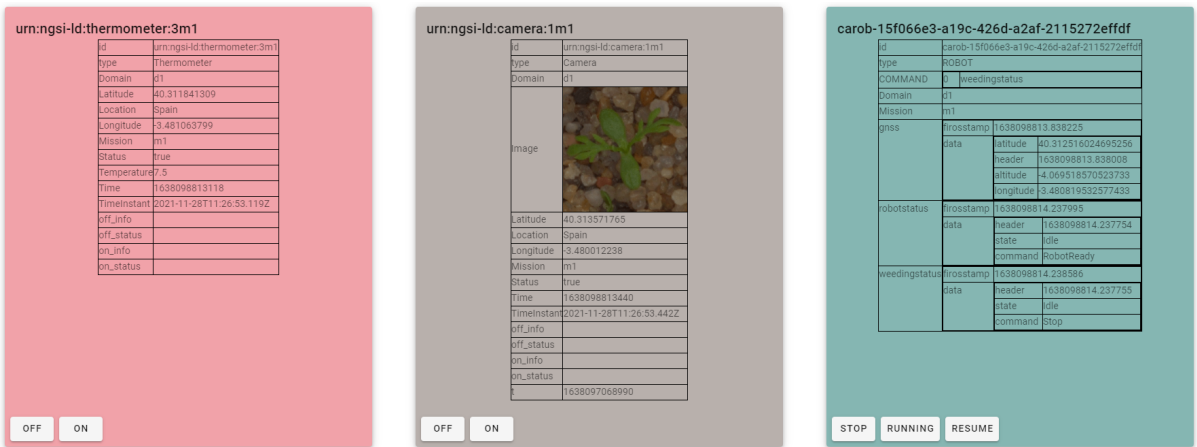 urn:ngsi-ld:thermometer:3m1
id urn:ngsi-ld:thermometer:3m1
type Thermometer
Domain d1
Latitude 40.311841309
Location Spain
Longitude -3.481063799
Mission m1
Status true
Temperature 7.5
Time 1638098813118
TimeInstant 2021-11-28T11:26:53.119Z
off_info
off_status
on_info
on_status
OFF ON
urn:ngsi-ld:camera:1m1
id urn:ngsi-ld:camera:1m1
type Camera
Domain d1
Image
Latitude 40.313571765
Location Spain
Longitude -3.480012238
Mission m1
Status true
Time 1638098813440
TimeInstant 2021-11-28T11:26:53.442Z
off_info
off_status
on_info
on_status
t 1638097068990
OFF ON
carob-15f066e3-a19c-426d-a2af-2115272effdf
id carob-15f066e3-a19c-426d-a2af-2115272effdf
type ROBOT
COMMAND 0 weedingstatus
Domain d1
Mission m1
gnss firosstamp 1638098813.838225
data latitude 40.312516024695256
header 1638098813.838008
altitude -4.069518570523733
longitude -3.480819532577433
robotstatus firosstamp 1638098814.237995
data header 1638098814.237754
state idle
command RobotReady
weedingstatus firosstamp 1638098814.238586
data header 1638098814.237755
state Idle
command Stop
STOP RUNNING RESUME